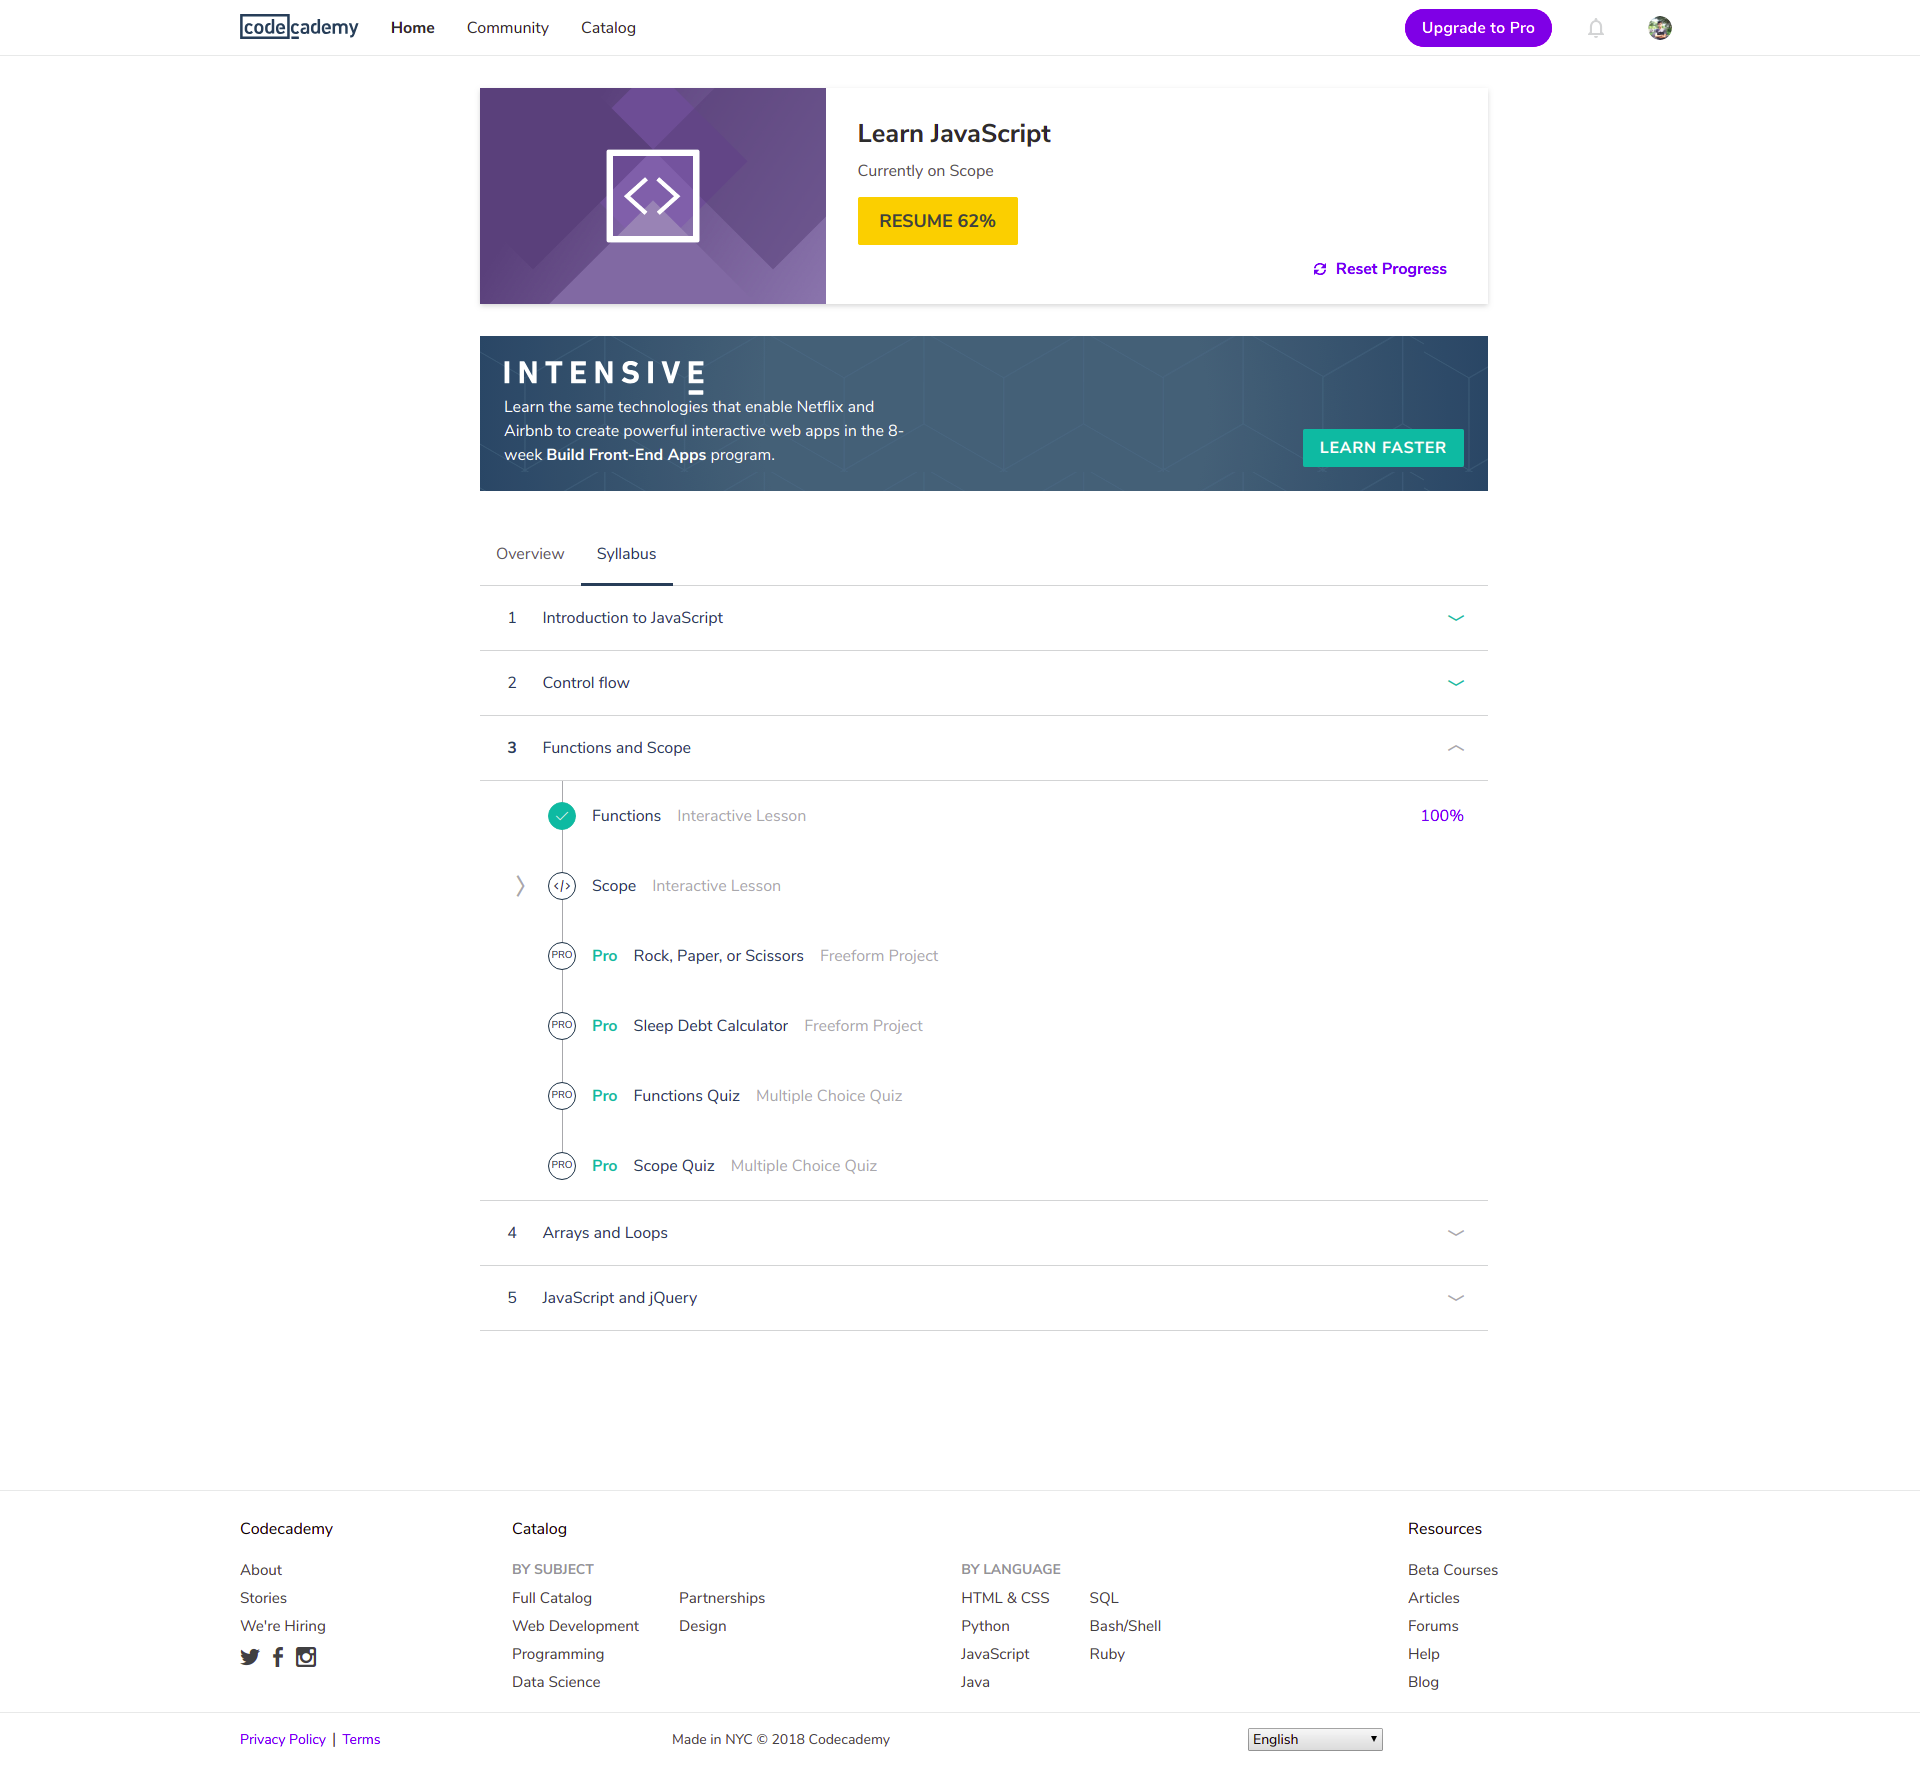 codecademy Home Community Catalog Upgrade to Pro
Learn JavaScript
Currently on Scope
RESUME 62%
Reset Progress
INTENSIVE
Learn the same technologies that enable Netflix and
Airbnb to create powerful interactive web apps in the 8-
week Build Front-End Apps program.
LEARN FASTER
Overview Syllabus
1 Introduction to JavaScript
2 Control flow
3 Functions and Scope
Functions Interactive Lesson 100%
</> Scope Interactive Lesson
PRO Pro Rock, Paper, or Scissors Freeform Project
PRO Pro Sleep Debt Calculator Freeform Project
PRO Pro Functions Quiz Multiple Choice Quiz
PRO Pro Scope Quiz Multiple Choice Quiz
4 Arrays and Loops
5 JavaScript and jQuery
Codecademy
About
Stories
We're Hiring
Catalog
BY SUBJECT
Full Catalog
Web Development
Programming
Data Science
Partnerships
Design
BY LANGUAGE
HTML & CSS
Python
JavaScript
Java
SQL
Bash/Shell
Ruby
Resources
Beta Courses
Articles
Forums
Help
Blog
Privacy Policy | Terms
Made in NYC © 2018 Codecademy
English